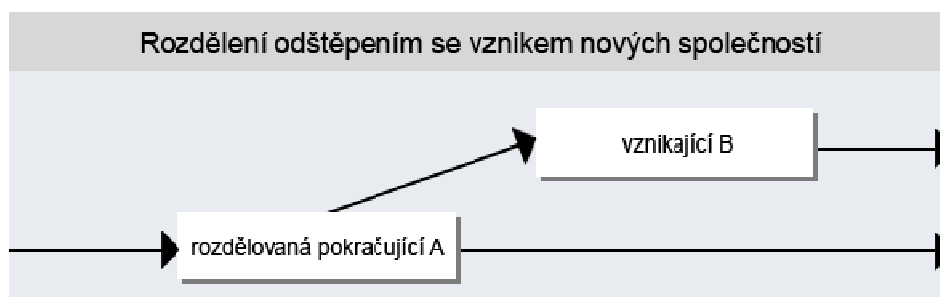 Rozdělení odštěpením se vznikem nových společností
vznikající B
rozdělovaná pokračující A